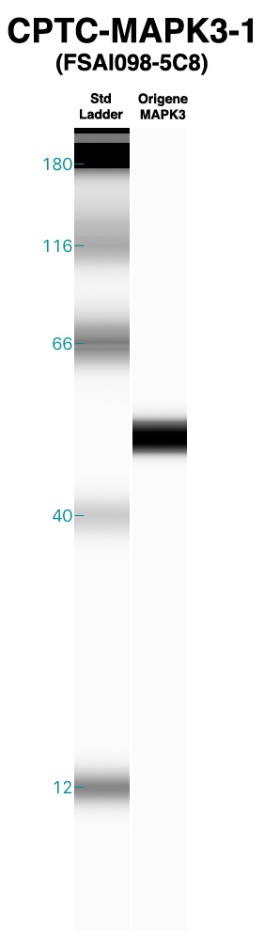 CPTC-MAPK3-1
(FSAI098-5C8)
Std Origene
Ladder MAPK3
180
116
66
40
12